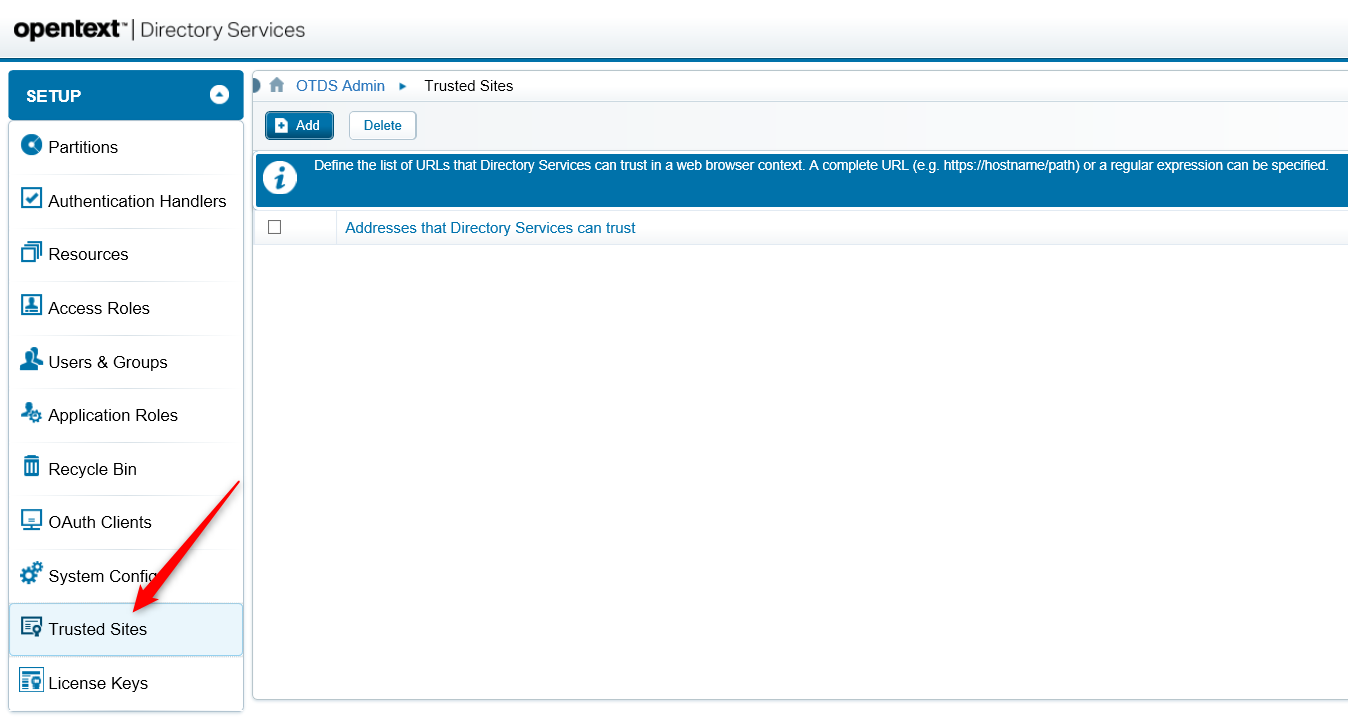 opentext™ | Directory Services
SETUP
Partitions
Authentication Handlers
Resources
Access Roles
Users & Groups
Application Roles
Recycle Bin
OAuth Clients
System Config
Trusted Sites
License Keys
OTDS Admin ▸ Trusted Sites
Add Delete
Define the list of URLs that Directory Services can trust in a web browser context. A complete URL (e.g. https://hostname/path) or a regular expression can be specified.
Addresses that Directory Services can trust